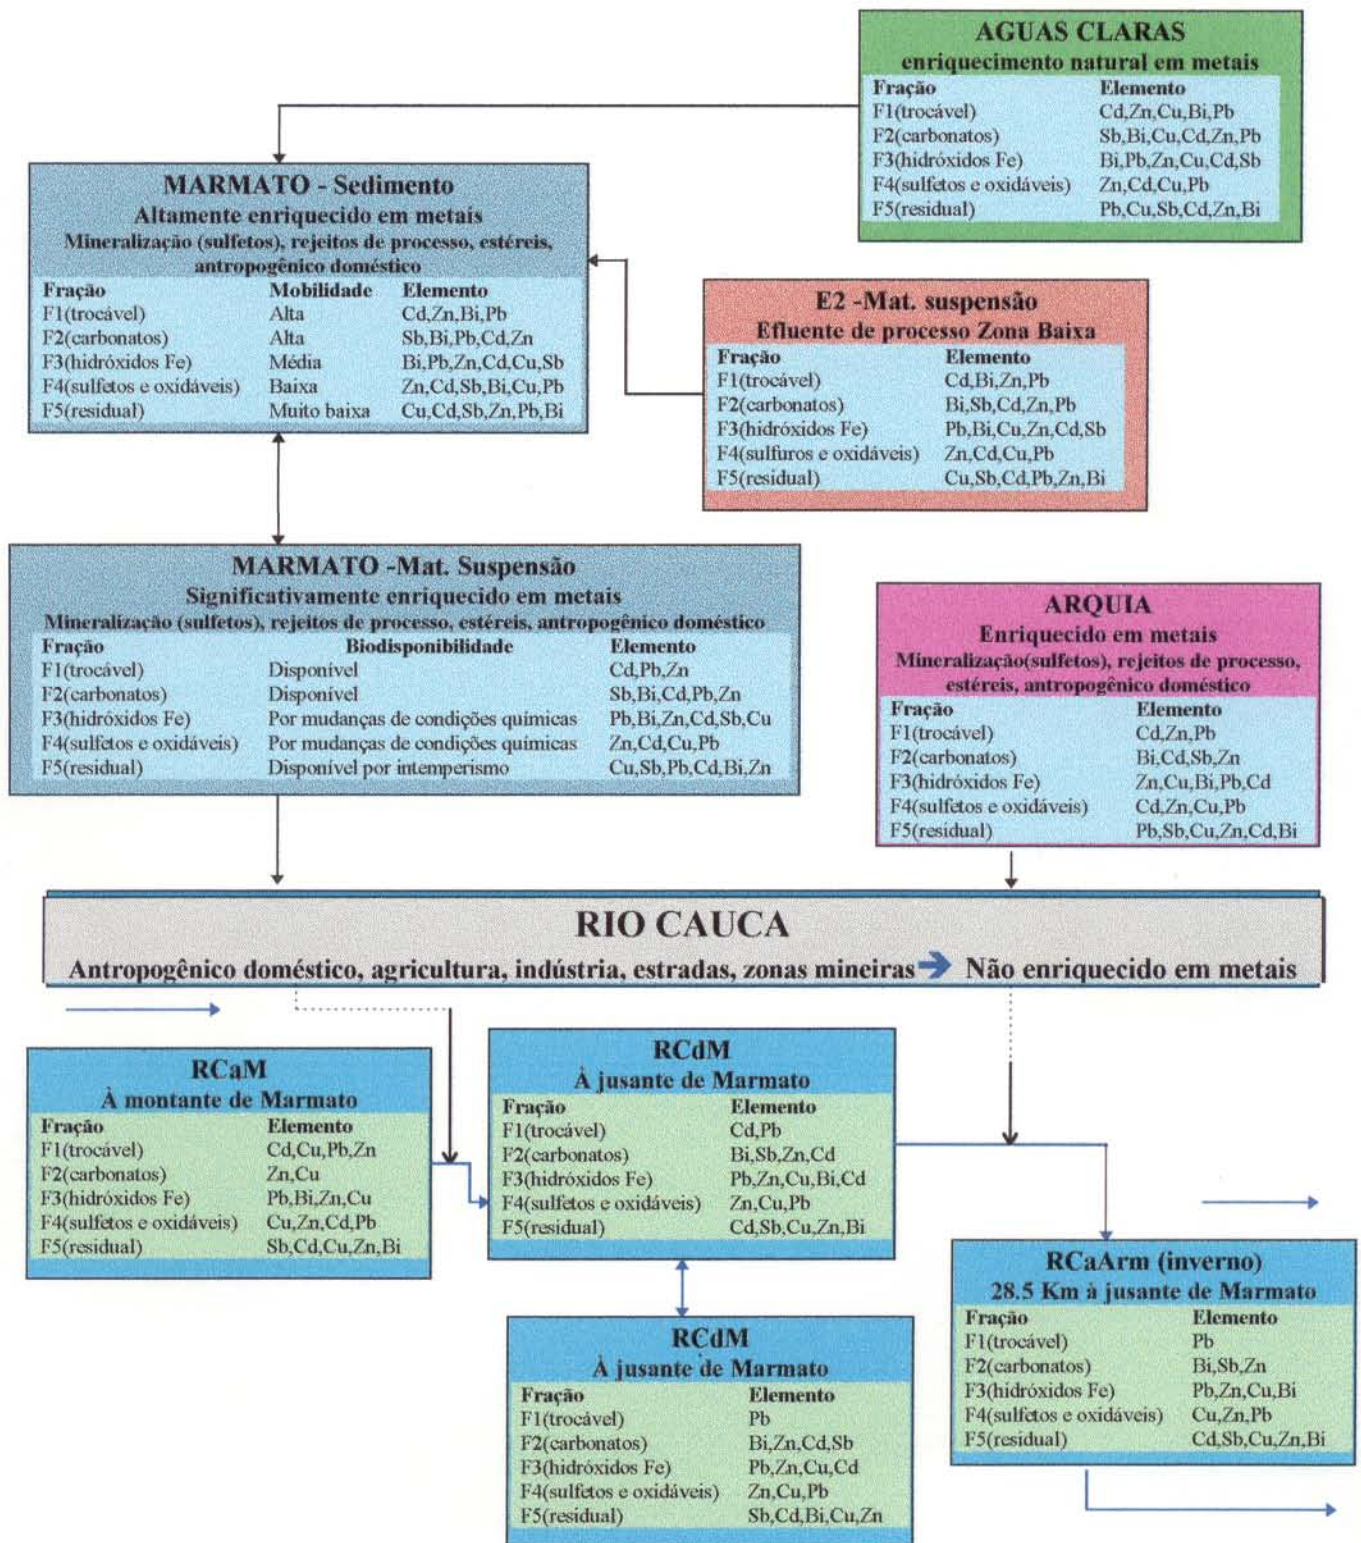 AGUAS CLARAS
enriquecimento natural em metais
Fração Elemento
F1(trocável) Cd,Zn,Cu,Bi,Pb
F2(carbonatos) Sb,Bi,Cu,Cd,Zn,Pb
F3(hidróxidos Fe) Bi,Pb,Zn,Cu,Cd,Sb
F4(sulfetos e oxidáveis) Zn,Cd,Cu,Pb
F5(residual) Pb,Cu,Sb,Cd,Zn,Bi
MARMATO - Sedimento
Altamente enriquecido em metais
Mineralização (sulfetos), rejeitos de processo, estéreis,
antropogênico doméstico
Fração Mobilidade Elemento
F1(trocável) Alta Cd,Zn,Bi,Pb
F2(carbonatos) Alta Sb,Bi,Pb,Cd,Zn
F3(hidróxidos Fe) Média Bi,Pb,Zn,Cd,Cu,Sb
F4(sulfetos e oxidáveis) Baixa Zn,Cd,Sb,Bi,Cu,Pb
F5(residual) Muito baixa Cu,Cd,Sb,Zn,Pb,Bi
E2 -Mat. suspensão
Efluente de processo Zona Baixa
Fração Elemento
F1(trocável) Cd,Bi,Zn,Pb
F2(carbonatos) Bi,Sb,Cd,Zn,Pb
F3(hidróxidos Fe) Pb,Bi,Cu,Zn,Cd,Sb
F4(sulfuros e oxidáveis) Zn,Cd,Cu,Pb
F5(residual) Cu,Sb,Cd,Pb,Zn,Bi
MARMATO -Mat. Suspensão
Significativamente enriquecido em metais
Mineralização (sulfetos), rejeitos de processo, estéreis, antropogênico doméstico
Fração Biodisponibilidade Elemento
F1(trocável) Disponível Cd,Pb,Zn
F2(carbonatos) Disponível Sb,Bi,Cd,Pb,Zn
F3(hidróxidos Fe) Por mudanças de condições químicas Pb,Bi,Zn,Cd,Sb,Cu
F4(sulfetos e oxidáveis) Por mudanças de condições químicas Zn,Cd,Cu,Pb
F5(residual) Disponível por intemperismo Cu,Sb,Pb,Cd,Bi,Zn
ARQUIA
Enriquecido em metais
Mineralização(sulfetos), rejeitos de processo,
estéreis, antropogênico doméstico
Fração Elemento
F1(trocável) Cd,Zn,Pb
F2(carbonatos) Bi,Cd,Sb,Zn
F3(hidróxidos Fe) Zn,Cu,Bi,Pb,Cd
F4(sulfetos e oxidáveis) Cd,Zn,Cu,Pb
F5(residual) Pb,Sb,Cu,Zn,Cd,Bi
RIO CAUCA
Antropogênico doméstico, agricultura, indústria, estradas, zonas mineiras Não enriquecido em metais
RCaM
À montante de Marmato
Fração Elemento
F1(trocável) Cd,Cu,Pb,Zn
F2(carbonatos) Zn,Cu
F3(hidróxidos Fe) Pb,Bi,Zn,Cu
F4(sulfetos e oxidáveis) Cu,Zn,Cd,Pb
F5(residual) Sb,Cd,Cu,Zn,Bi
RCdM
À jusante de Marmato
Fração Elemento
F1(trocável) Cd,Pb
F2(carbonatos) Bi,Sb,Zn,Cd
F3(hidróxidos Fe) Pb,Zn,Cu,Bi,Cd
F4(sulfetos e oxidáveis) Zn,Cu,Pb
F5(residual) Cd,Sb,Cu,Zn,Bi
RCaArm (inverno)
28.5 Km à jusante de Marmato
Fração Elemento
F1(trocável) Pb
F2(carbonatos) Bi,Sb,Zn
F3(hidróxidos Fe) Pb,Zn,Cu,Bi
F4(sulfetos e oxidáveis) Cu,Zn,Pb
F5(residual) Cd,Sb,Cu,Zn,Bi
RCdM
À jusante de Marmato
Fração Elemento
F1(trocável) Pb
F2(carbonatos) Bi,Zn,Cd,Sb
F3(hidróxidos Fe) Pb,Zn,Cu,Cd
F4(sulfetos e oxidáveis) Zn,Cu,Pb
F5(residual) Sb,Cd,Bi,Cu,Zn